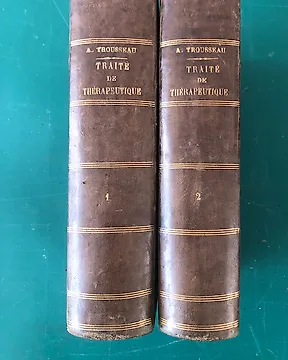 A. TROUSSEAU
TRAITÉ
DE
THÉRAPEUTIQUE
1
A. TROUSSEAU
TRAITÉ
DE
THÉRAPEUTIQUE
2